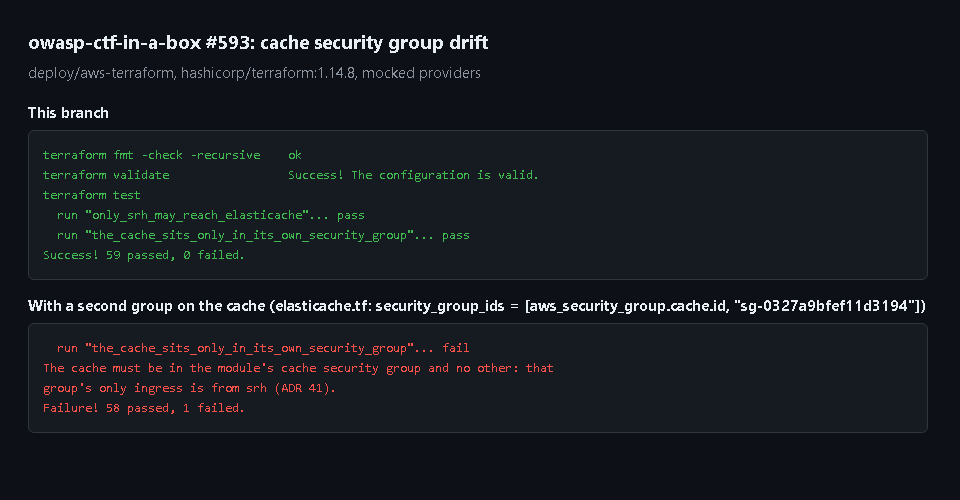 owasp-ctf-in-a-box #593: cache security group drift
deploy/aws-terraform, hashicorp/terraform:1.14.8, mocked providers
This branch
terraform fmt -check -recursive    ok
terraform validate                 Success! The configuration is valid.
terraform test
  run "only_srh_may_reach_elasticache"... pass
  run "the_cache_sits_only_in_its_own_security_group"... pass
Success! 59 passed, 0 failed.
With a second group on the cache (elasticache.tf: security_group_ids = [aws_security_group.cache.id, "sg-0327a9bfef11d3194"])
  run "the_cache_sits_only_in_its_own_security_group"... fail
The cache must be in the module's cache security group and no other: that
group's only ingress is from srh (ADR 41).
Failure! 58 passed, 1 failed.